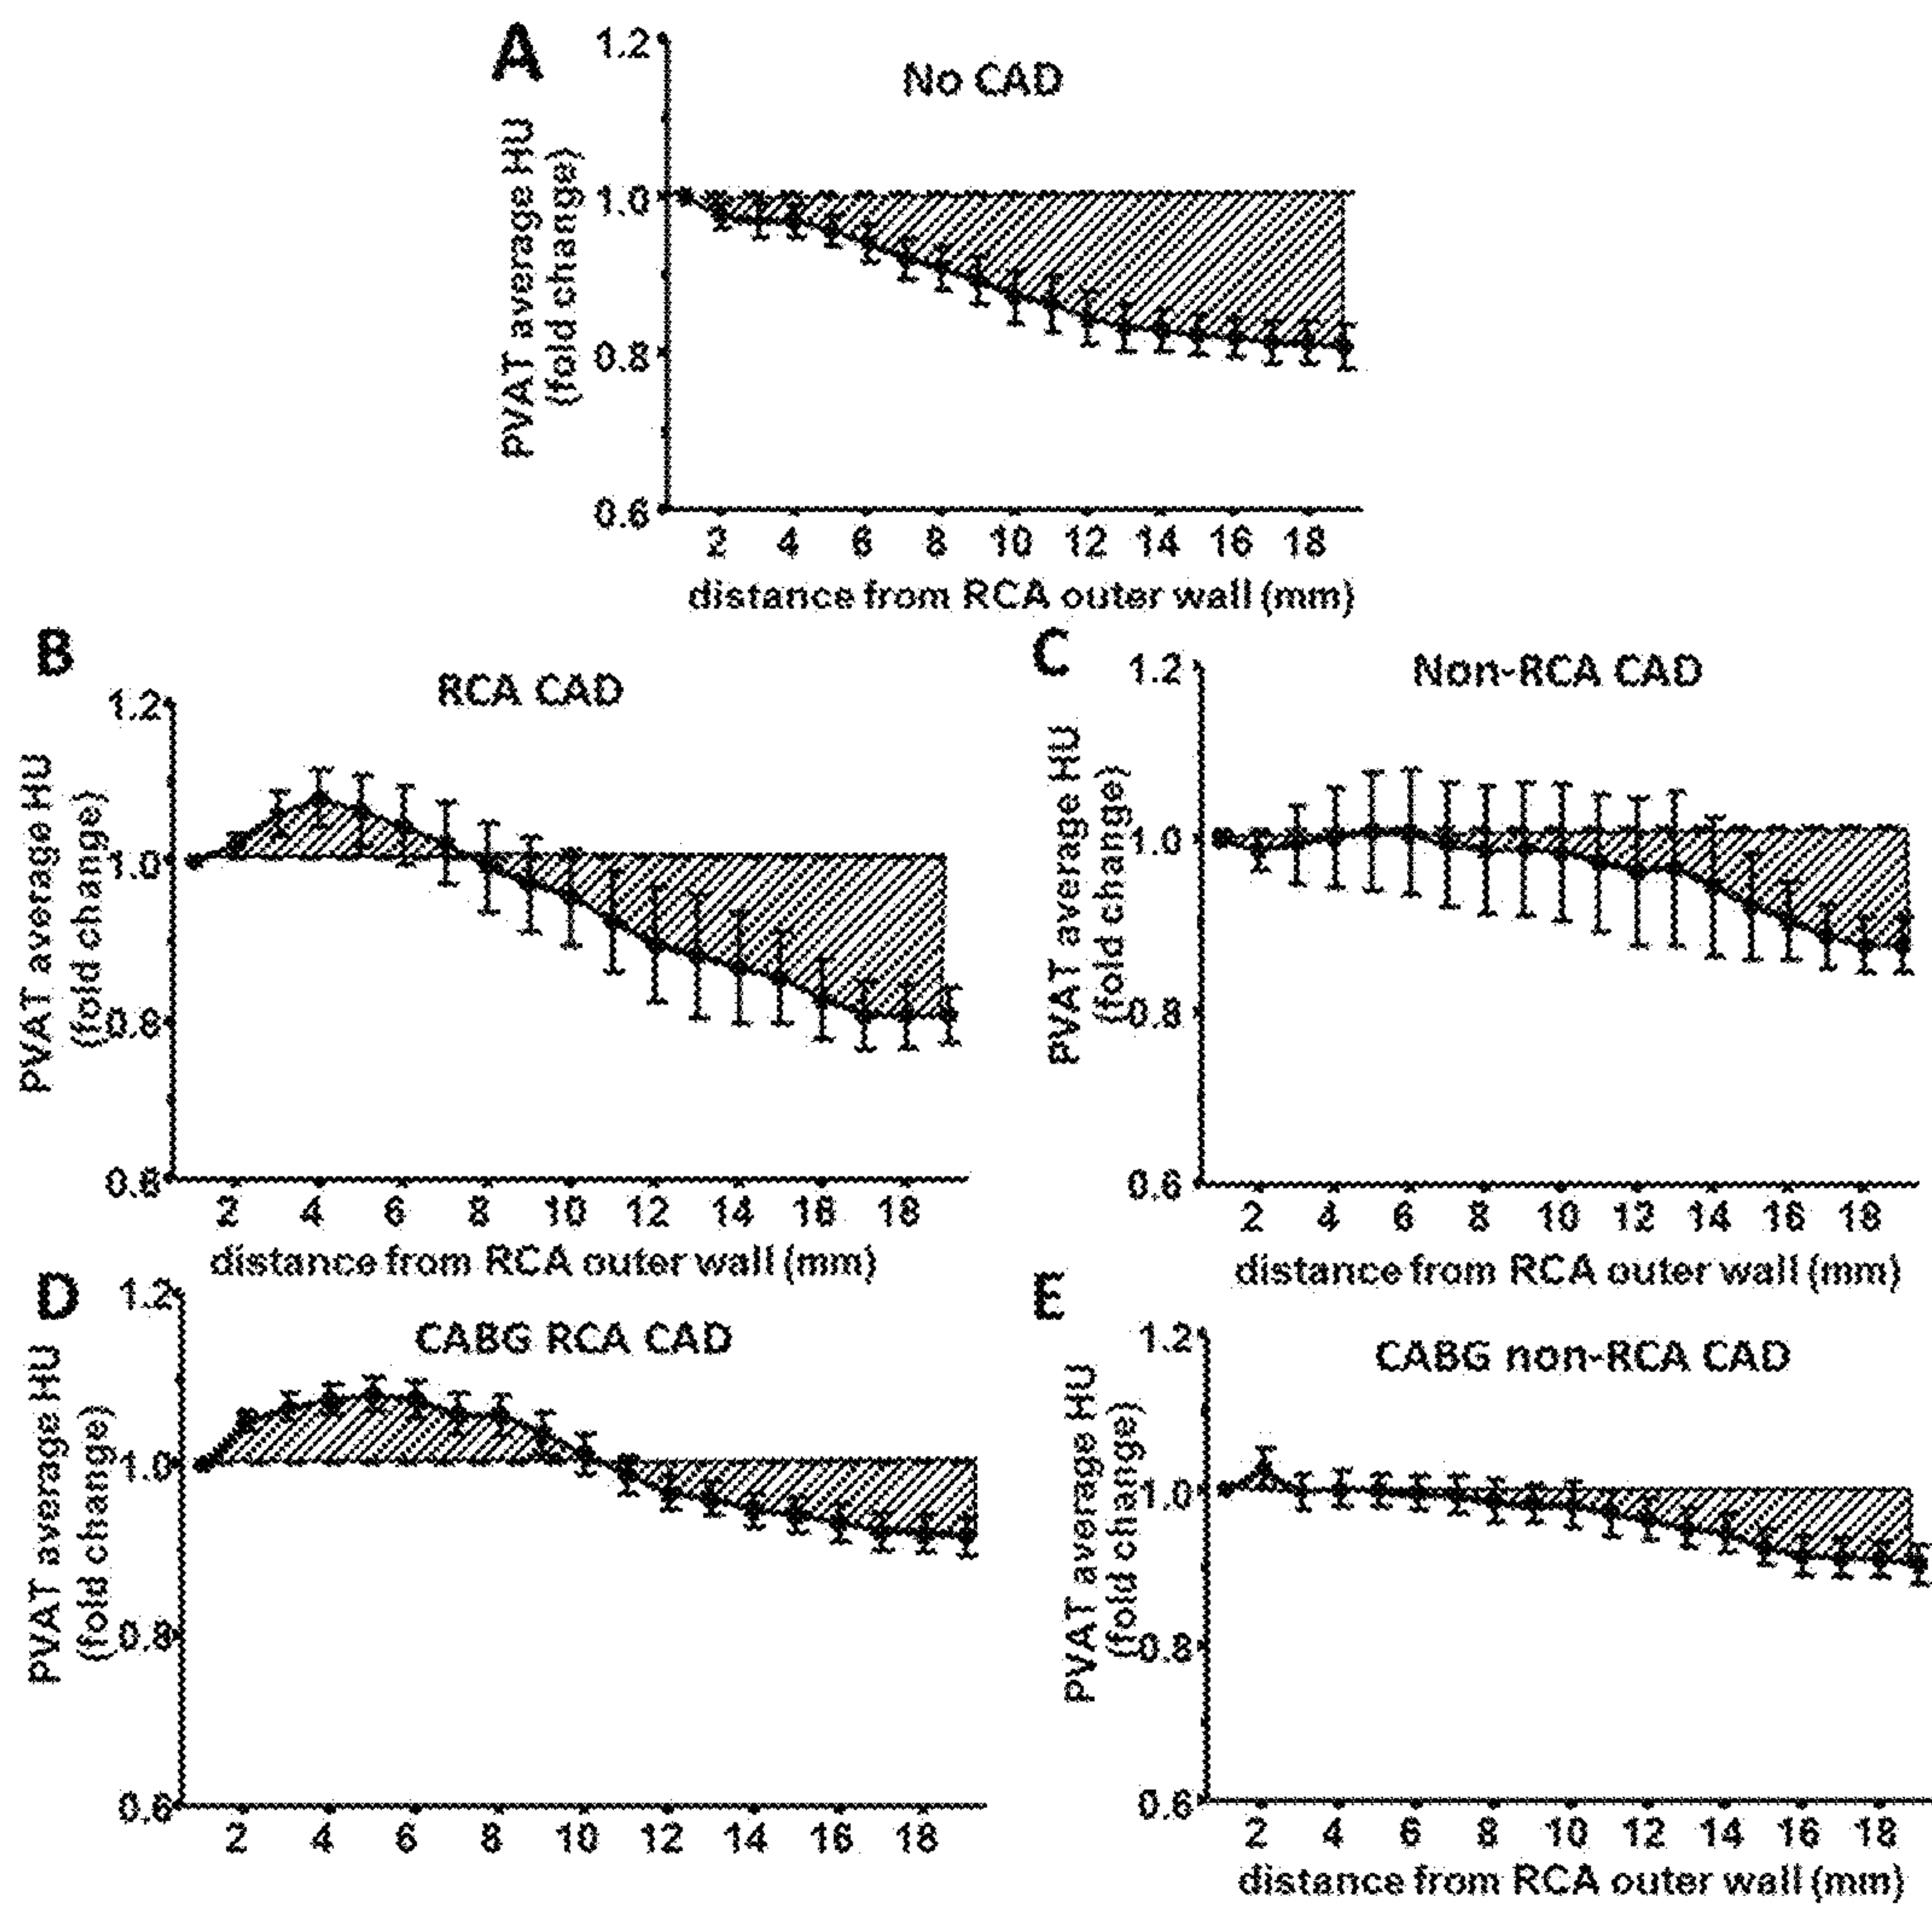 A
No CAD
PVAT average HU
(fold change)
1.2
1.0
0.8
0.6
2 4 6 8 10 12 14 16 18
distance from RCA outer wall (mm)
B
RCA CAD
PVAT average HU
(fold change)
1.2
1.0
0.8
0.6
2 4 6 8 10 12 14 16 18
distance from RCA outer wall (mm)
C
Non-RCA CAD
PVAT average HU
(fold change)
1.2
1.0
0.8
0.6
2 4 6 8 10 12 14 16 18
distance from RCA outer wall (mm)
D
CABG RCA CAD
PVAT average HU
(fold change)
1.2
1.0
0.8
0.6
2 4 6 8 10 12 14 16 18
E
CABG non-RCA CAD
PVAT average HU
(fold change)
1.2
1.0
0.8
0.6
2 4 6 8 10 12 14 16 18
distance from RCA outer wall (mm)